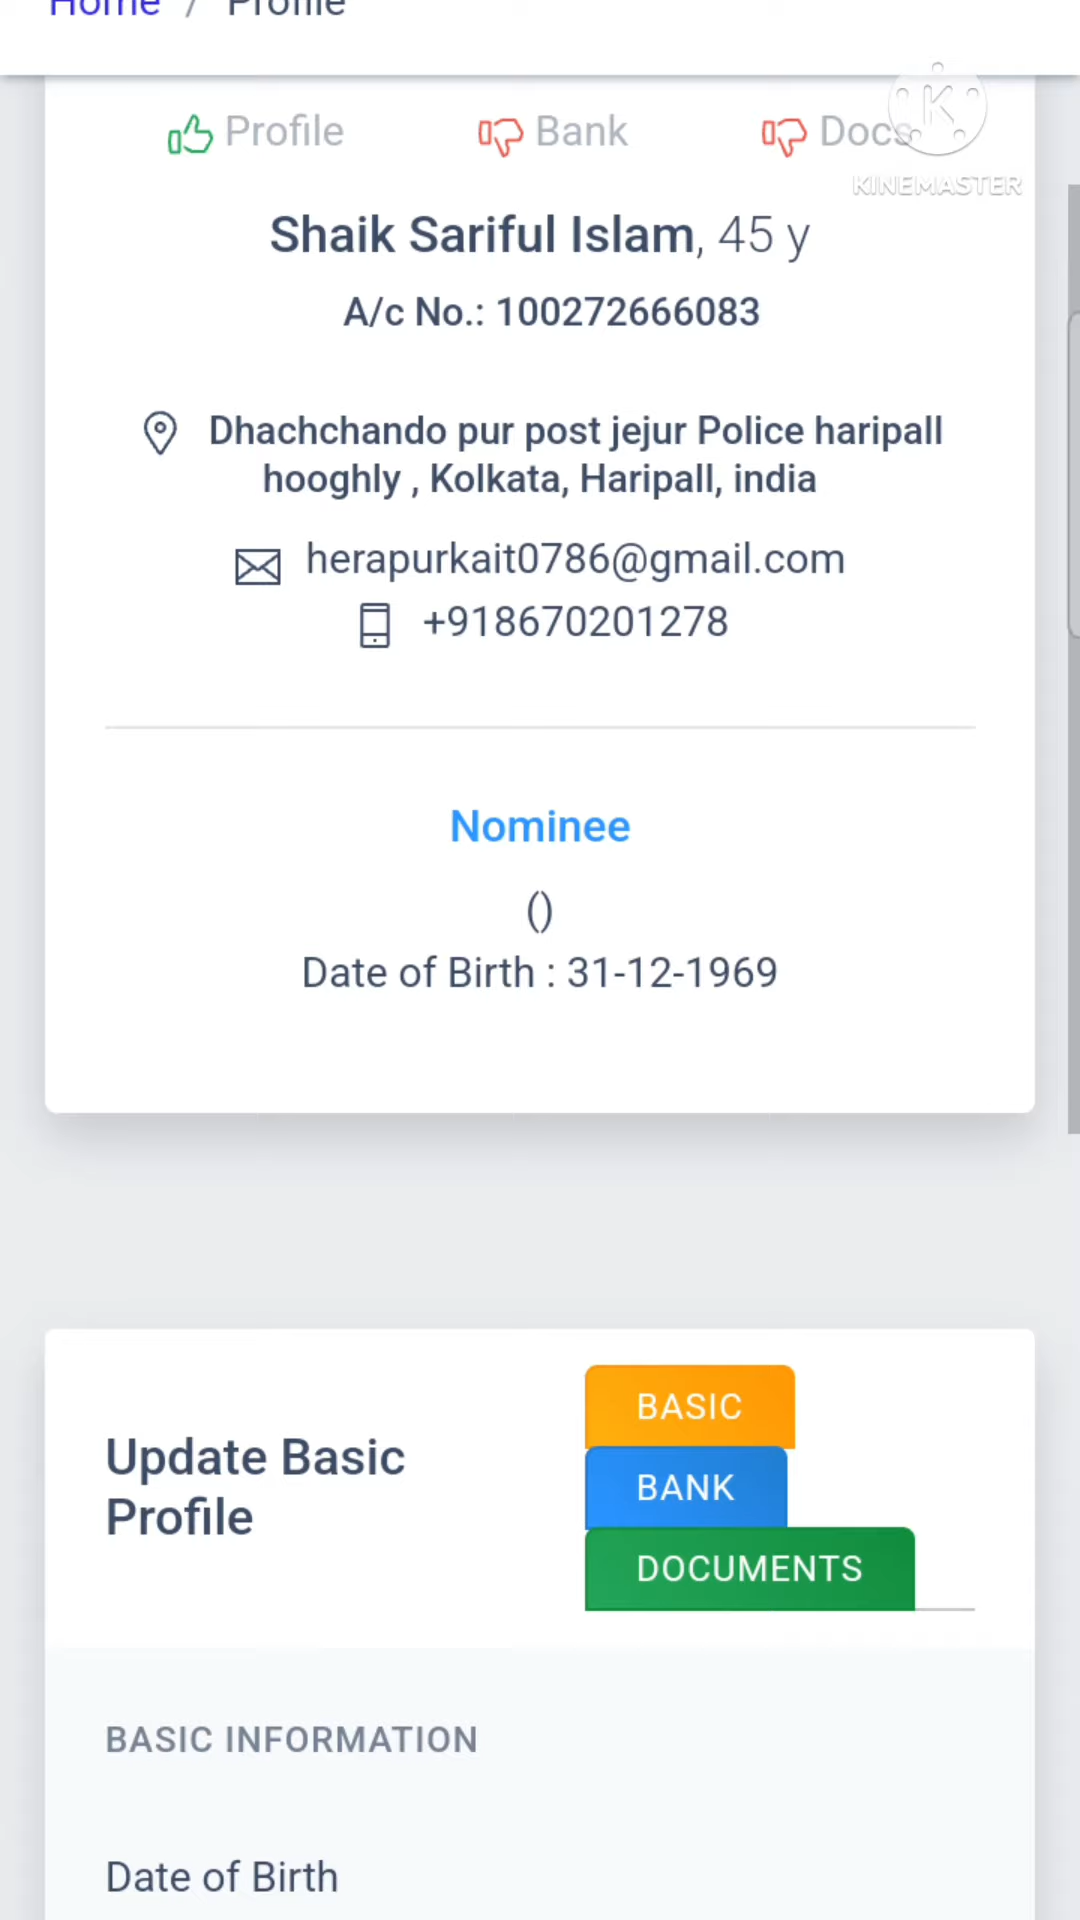 Home / Profile
Profile Bank Docs
KINEMASTER
Shaik Sariful Islam, 45 y
A/c No.: 100272666083
Dhachchando pur post jejur Police haripall
hooghly , Kolkata, Haripall, india
herapurkait0786@gmail.com
+918670201278
Nominee
()
Date of Birth : 31-12-1969
BASIC
BANK
DOCUMENTS
Update Basic
Profile
BASIC INFORMATION
Date of Birth